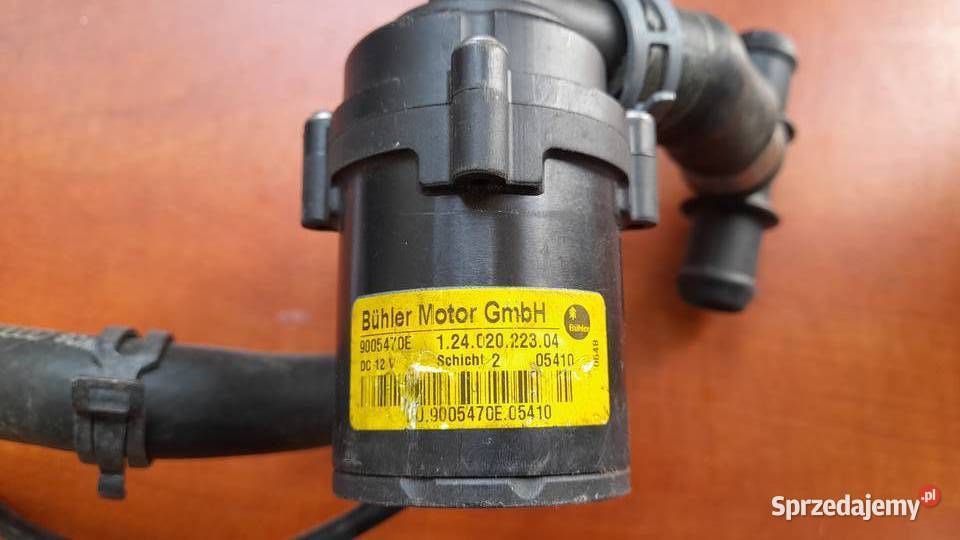 Bühler Motor GmbH
Bühler
9005470E 1.24.020.223.04
DC 12 V Schicht 2 05410
0648
0.9005470E.05410
Sprzedajemy.pl